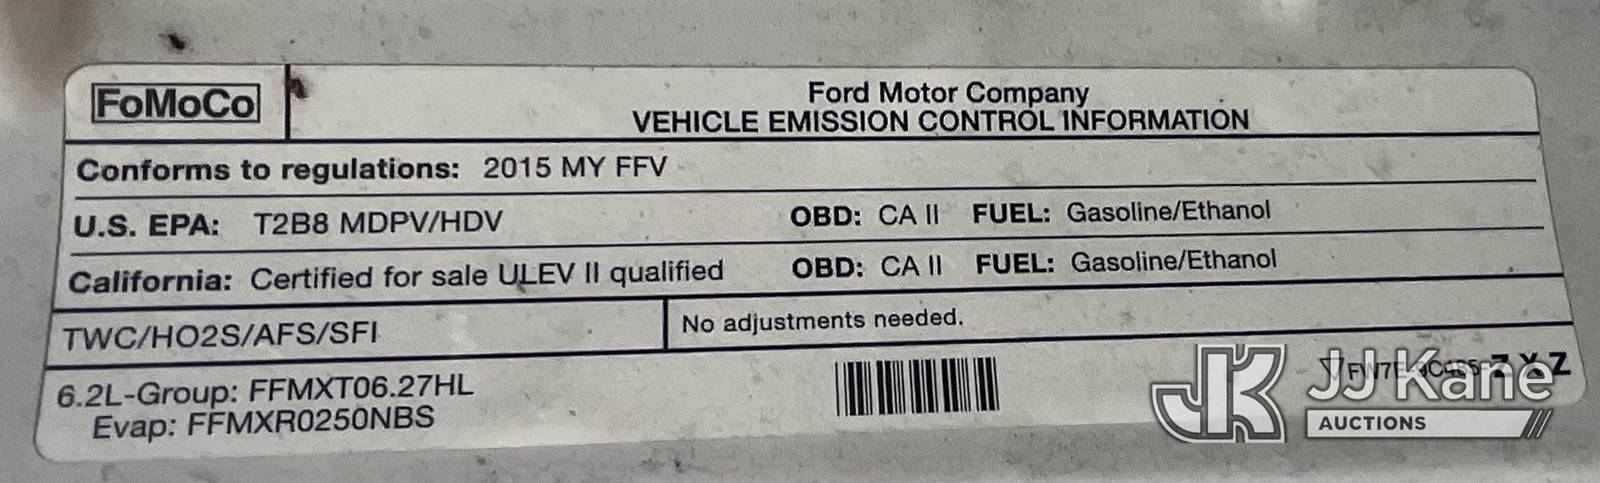 FoMoCo
Ford Motor Company
VEHICLE EMISSION CONTROL INFORMATION
Conforms to regulations: 2015 MY FFV
U.S. EPA: T2B8 MDPV/HDV OBD: CA II FUEL: Gasoline/Ethanol
California: Certified for sale ULEV II qualified OBD: CA II FUEL: Gasoline/Ethanol
TWC/HO2S/AFS/SFI
No adjustments needed.
6.2L-Group: FFMXT06.27HL
Evap: FFMXR0250NBS
JK JJ Kane
AUCTIONS